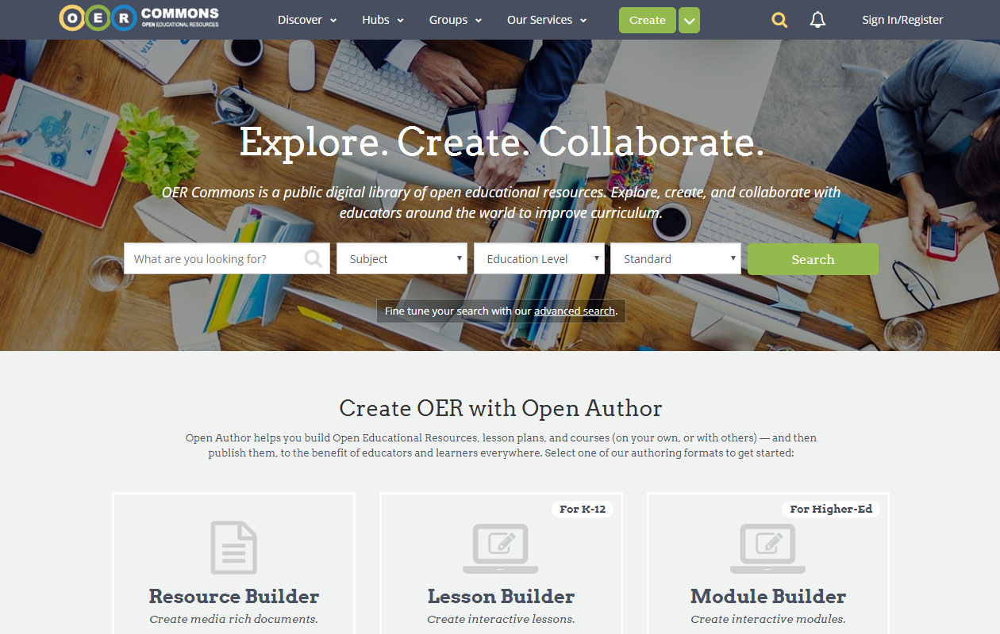 OER COMMONS
OPEN EDUCATIONAL RESOURCES
Discover Hubs Groups Our Services Create Sign In/Register
Explore. Create. Collaborate.
OER Commons is a public digital library of open educational resources. Explore, create, and collaborate with
educators around the world to improve curriculum.
What are you looking for? Subject Education Level Standard Search
Fine tune your search with our advanced search.
Create OER with Open Author
Open Author helps you build Open Educational Resources, lesson plans, and courses (on your own, or with others) — and then
publish them, to the benefit of educators and learners everywhere. Select one of our authoring formats to get started:
For K-12 For Higher-Ed
Resource Builder Lesson Builder Module Builder
Create media rich documents. Create interactive lessons. Create interactive modules.